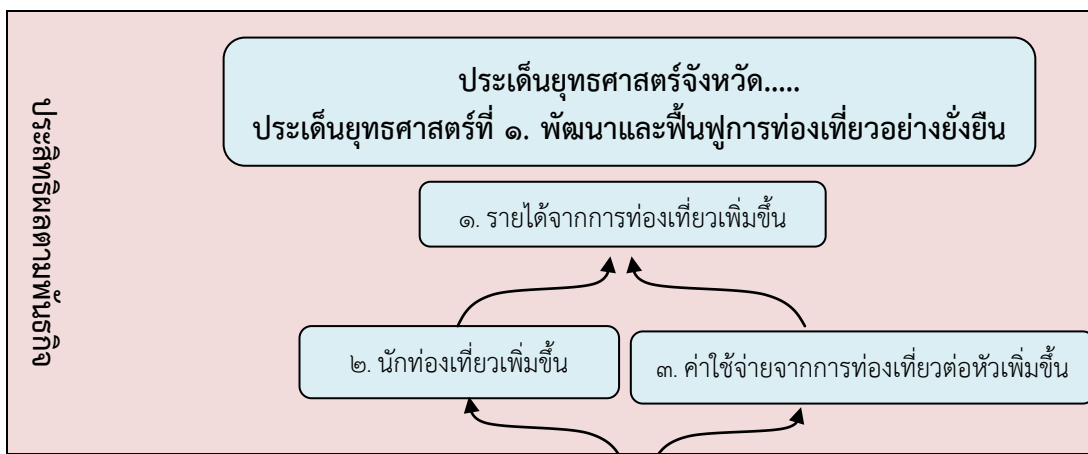 ประสิทธิผลตามพันธกิจ
ประเด็นยุทธศาสตร์จังหวัด.....
ประเด็นยุทธศาสตร์ที่ ๑. พัฒนาและฟื้นฟูการท่องเที่ยวอย่างยั่งยืน
๑. รายได้จากการท่องเที่ยวเพิ่มขึ้น
๒. นักท่องเที่ยวเพิ่มขึ้น
๓. ค่าใช้จ่ายจากการท่องเที่ยวต่อหัวเพิ่มขึ้น